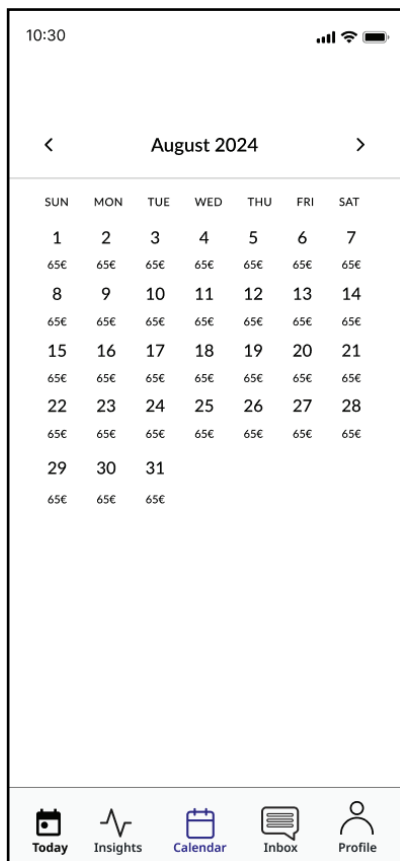 10:30
August 2024
SUN MON TUE WED THU FRI SAT
1 2 3 4 5 6 7
65€ 65€ 65€ 65€ 65€ 65€ 65€
8 9 10 11 12 13 14
65€ 65€ 65€ 65€ 65€ 65€ 65€
15 16 17 18 19 20 21
65€ 65€ 65€ 65€ 65€ 65€ 65€
22 23 24 25 26 27 28
65€ 65€ 65€ 65€ 65€ 65€ 65€
29 30 31
65€ 65€ 65€
Today Insights Calendar Inbox Profile